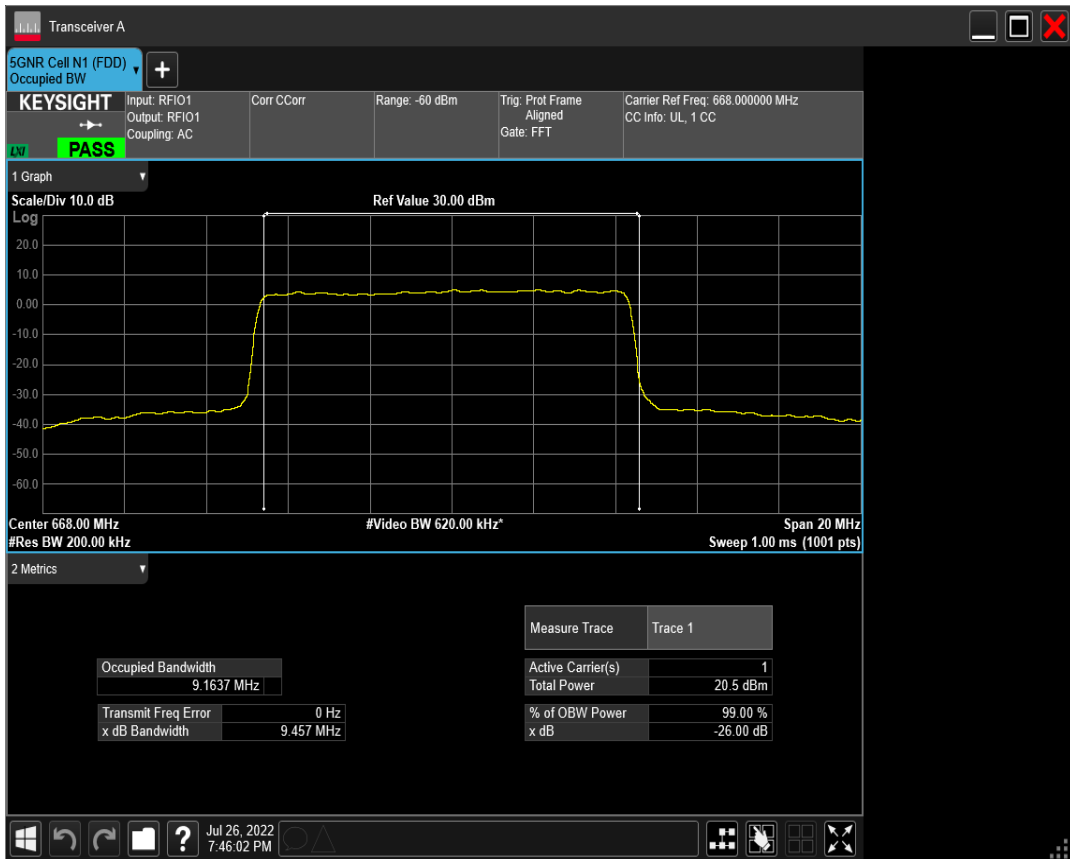 Transceiver A
5GNR Cell N1 (FDD)
Occupied BW
+
KEYSIGHT
LXI
PASS
Input: RFIO1
Output: RFIO1
Coupling: AC
Corr CCorr
Range: -60 dBm
Trig: Prot Frame
Aligned
Gate: FFT
Carrier Ref Freq: 668.000000 MHz
CC Info: UL, 1 CC
1 Graph
Scale/Div 10.0 dB
Ref Value 30.00 dBm
Log
20.0
10.0
0.00
-10.0
-20.0
-30.0
-40.0
-50.0
-60.0
Center 668.00 MHz
#Video BW 620.00 kHz*
Span 20 MHz
#Res BW 200.00 kHz
Sweep 1.00 ms (1001 pts)
2 Metrics
Measure Trace Trace 1
Occupied Bandwidth
9.1637 MHz
Active Carrier(s) 1
Total Power 20.5 dBm
Transmit Freq Error 0 Hz
x dB Bandwidth 9.457 MHz
% of OBW Power 99.00 %
x dB -26.00 dB
?
Jul 26, 2022
7:46:02 PM